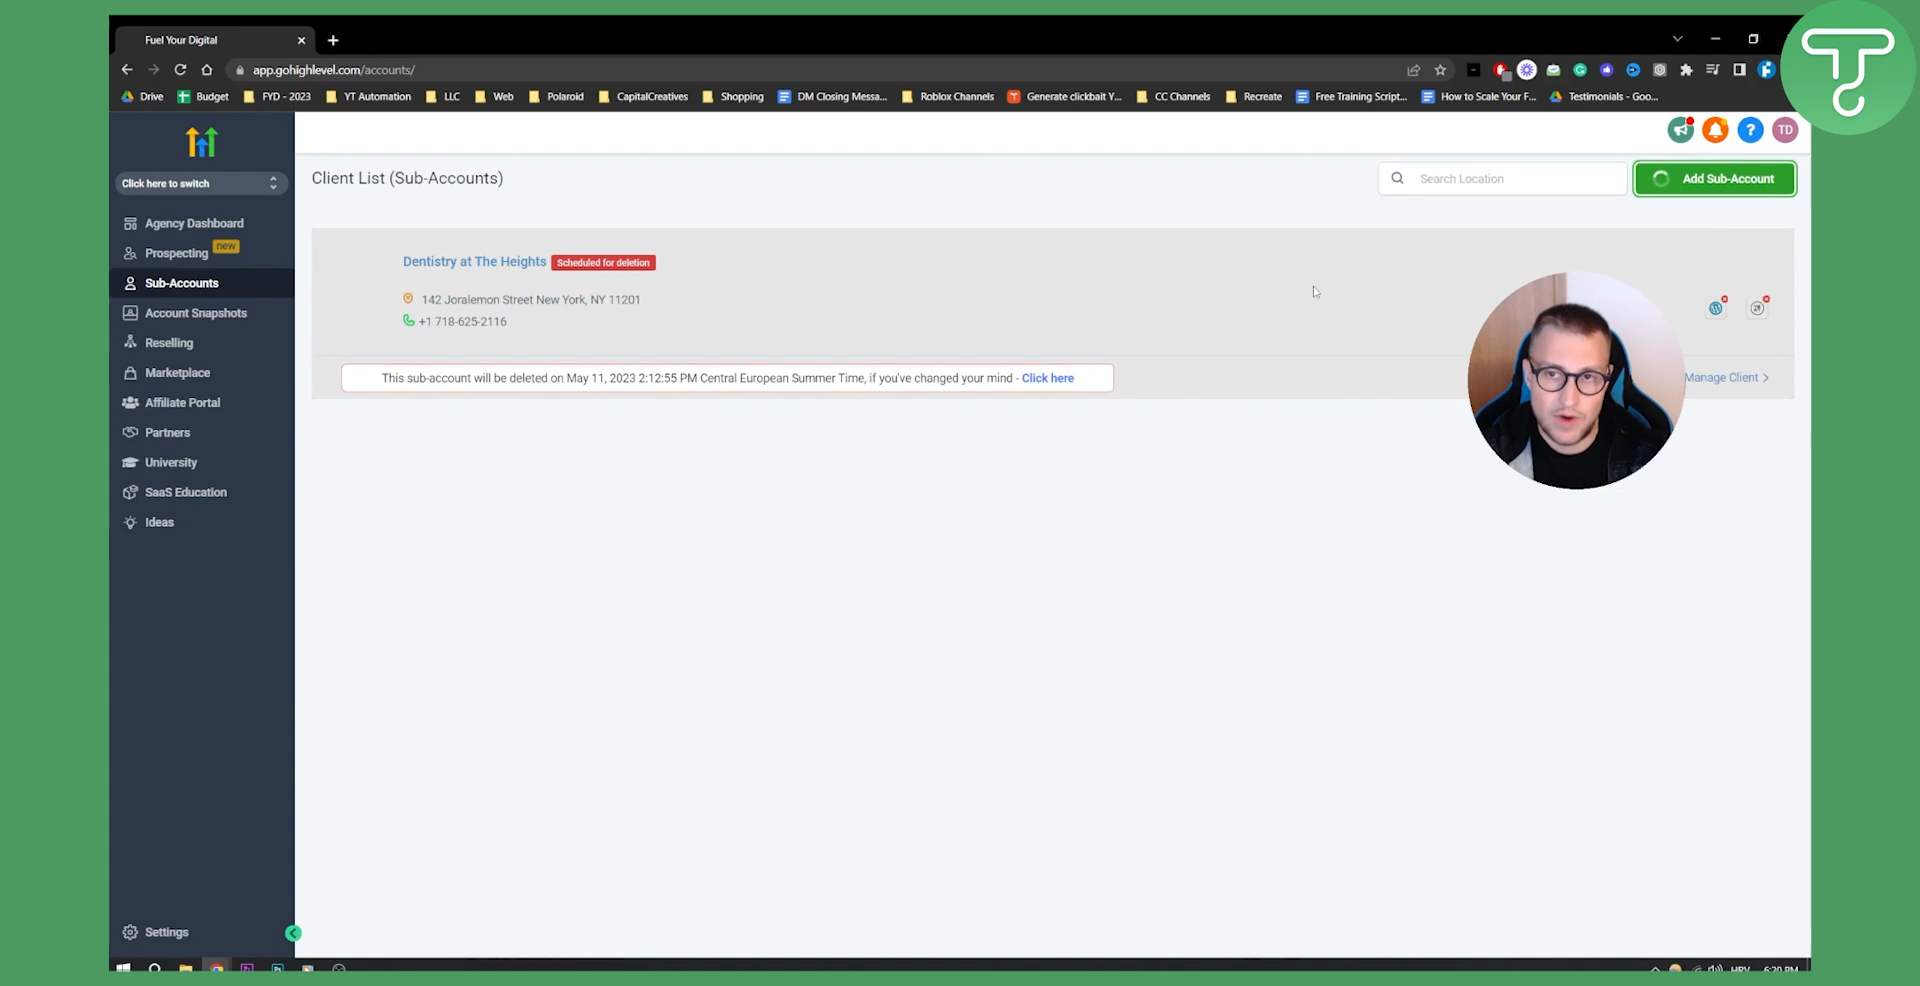 Fuel Your Digital
app.gohighlevel.com/accounts/
Drive Budget FYD - 2023 YT Automation LLC Web Polaroid CapitalCreatives Shopping DM Closing Messa... Roblox Channels Generate clickbait Y... CC Channels Recreate Free Training Script... How to Scale Your F... Testimonials - Goo...
TD
Click here to switch
Client List (Sub-Accounts)
Search Location
Add Sub-Account
Agency Dashboard
Prospecting new
Sub-Accounts
Account Snapshots
Reselling
Marketplace
Affiliate Portal
Partners
University
SaaS Education
Ideas
Settings
Dentistry at The Heights Scheduled for deletion
142 Joralemon Street New York, NY 11201
+1 718-625-2116
This sub-account will be deleted on May 11, 2023 2:12:55 PM Central European Summer Time, if you've changed your mind - Click here
Manage Client
HRV 6:20 PM